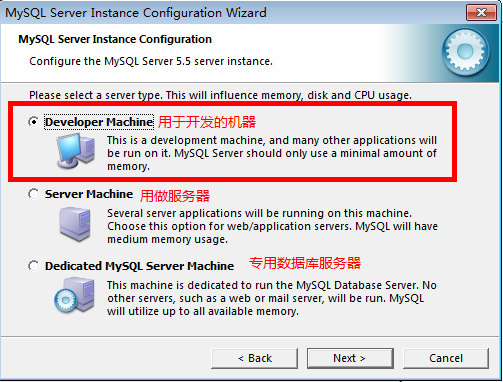 MySQL Server Instance Configuration Wizard
MySQL Server Instance Configuration
Configure the MySQL Server 5.5 server instance.
Please select a server type. This will influence memory, disk and CPU usage.
Developer Machine 用于开发的机器
This is a development machine, and many other applications will
be run on it. MySQL Server should only use a minimal amount of
memory.
Server Machine 用做服务器
Several server applications will be running on this machine.
Choose this option for web/application servers. MySQL will have
medium memory usage.
Dedicated MySQL Server Machine 专用数据库服务器
This machine is dedicated to run the MySQL Database Server. No
other servers, such as a web or mail server, will be run. MySQL
will utilize up to all available memory.
< Back Next > Cancel